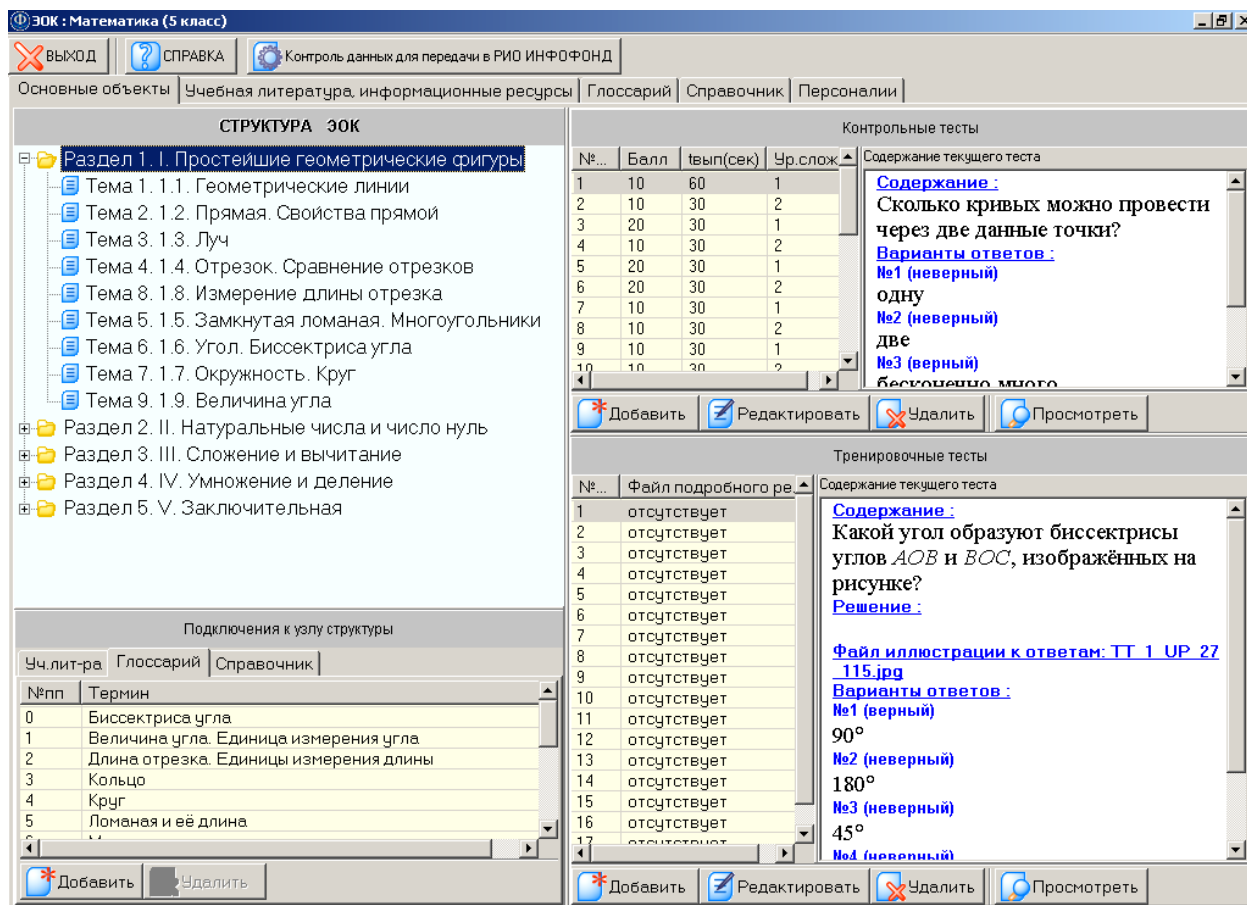 ЭОК : Математика (5 класс)
ВЫХОД
СПРАВКА
Контроль данных для передачи в РИО ИНФОФОНД
Основные объекты
Учебная литература, информационные ресурсы
Глоссарий
Справочник
Персоналии
СТРУКТУРА ЭОК
Раздел 1. I. Простейшие геометрические фигуры
Тема 1. 1.1. Геометрические линии
Тема 2. 1.2. Прямая. Свойства прямой
Тема 3. 1.3. Луч
Тема 4. 1.4. Отрезок. Сравнение отрезков
Тема 8. 1.8. Измерение длины отрезка
Тема 5. 1.5. Замкнутая ломаная. Многоугольники
Тема 6. 1.6. Угол. Биссектриса угла
Тема 7. 1.7. Окружность. Круг
Тема 9. 1.9. Величина угла
Раздел 2. II. Натуральные числа и число нуль
Раздел 3. III. Сложение и вычитание
Раздел 4. IV. Умножение и деление
Раздел 5. V. Заключительная
Подключения к узлу структуры
Уч.лит-ра
Глоссарий
Справочник
№пп Термин
0 Биссектриса угла
1 Величина угла. Единица измерения угла
2 Длина отрезка. Единицы измерения длины
3 Кольцо
4 Круг
5 Ломаная и её длина
Добавить
Удалить
Контрольные тесты
№... Балл tвып(сек) Ур.слож
1 10 60 1
2 10 30 2
3 20 30 1
4 10 30 2
5 20 30 1
6 20 30 2
7 10 30 1
8 10 30 2
9 10 30 1
10 10 30 2
Содержание текущего теста
Содержание :
Сколько кривых можно провести
через две данные точки?
Варианты ответов :
№1 (неверный)
одну
№2 (неверный)
две
№3 (верный)
бесконечно много
Добавить
Редактировать
Удалить
Просмотреть
Тренировочные тесты
№... Файл подробного ре...
1 отсутствует
2 отсутствует
3 отсутствует
4 отсутствует
5 отсутствует
6 отсутствует
7 отсутствует
8 отсутствует
9 отсутствует
10 отсутствует
11 отсутствует
12 отсутствует
13 отсутствует
14 отсутствует
15 отсутствует
16 отсутствует
17 отсутствует
Содержание текущего теста
Содержание :
Какой угол образуют биссектрисы
углов AOB и BOC, изображённых на
рисунке?
Решение :
Файл иллюстрации к ответам: TT_1_UP_27
_115.jpg
Варианты ответов :
№1 (верный)
90°
№2 (неверный)
180°
№3 (неверный)
45°
№4 (неверный)
Добавить
Редактировать
Удалить
Просмотреть